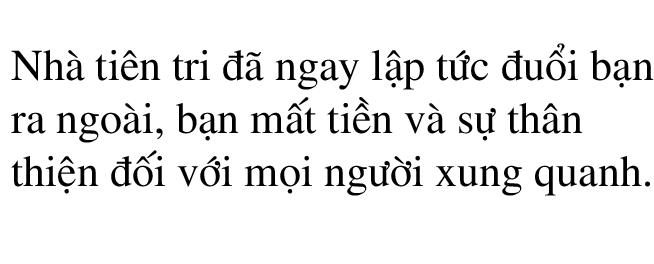 Nhà tiên tri đã ngay lập tức đuổi bạn
ra ngoài, bạn mất tiền và sự thân
thiện đối với mọi người xung quanh.